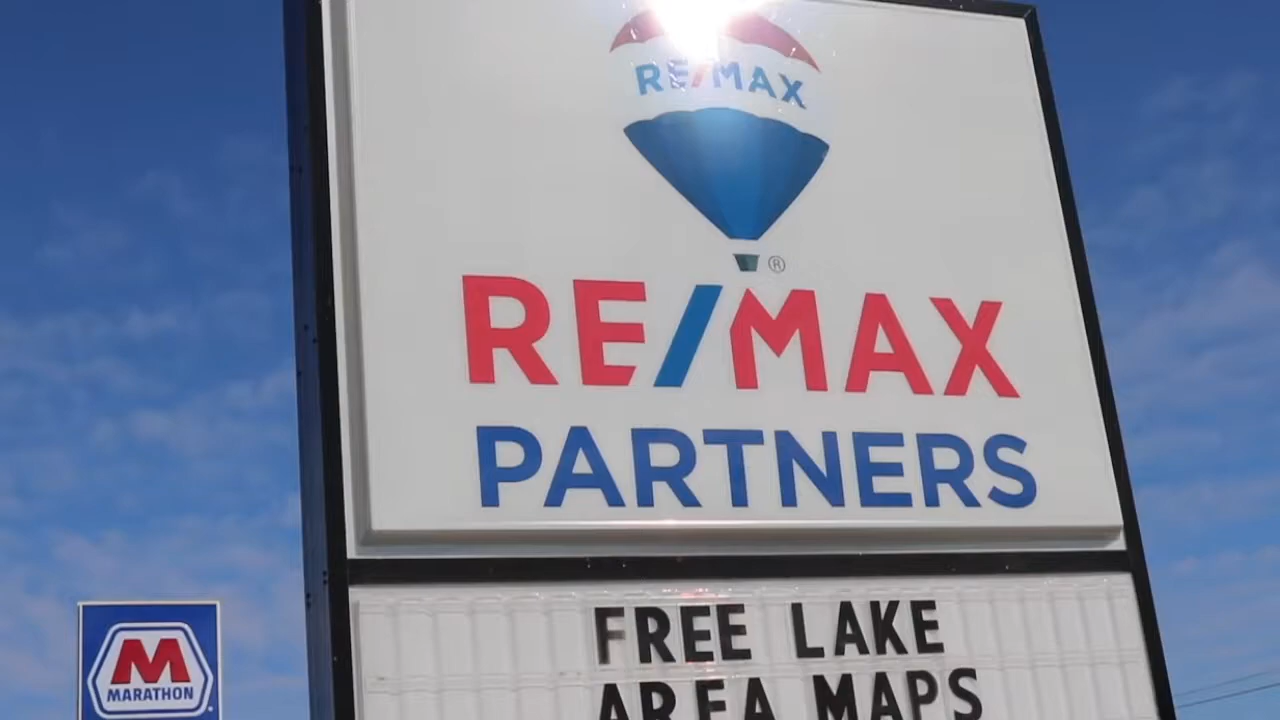 RE/MAX
®
RE/MAX
PARTNERS
FREE LAKE
AREA MAPS
M
MARATHON